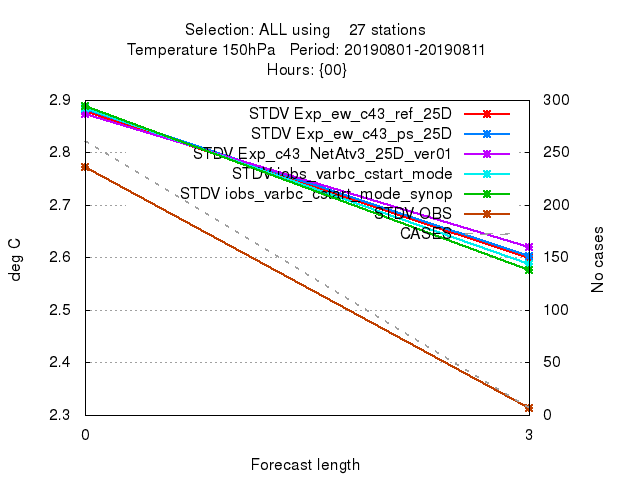 Selection: ALL using    27 stations
Temperature 150hPa   Period: 20190801-20190811
Hours: {00}
2.9
300
STDV Exp_ew_c43_ref_25D
STDV Exp_ew_c43_ps_25D
2.8
STDV Exp_c43_NetAtv3_25D_ver01
250
STDV iobs_varbc_cstart_mode
STDV iobs_varbc_cstart_mode_synop
2.7
200
STDV OBS
CASES
deg C
No cases
2.6
150
2.5
100
2.4
50
2.3
0
0
3
Forecast length